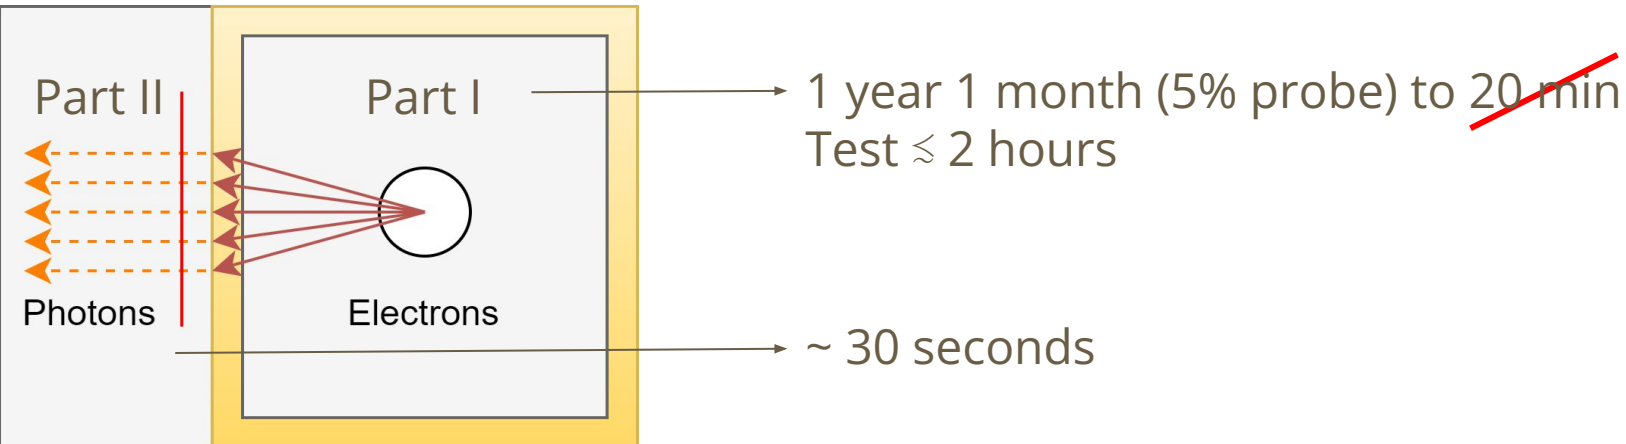 Part II
Part I
1 year 1 month (5% probe) to 20 min
Test ⪝ 2 hours
Photons
Electrons
~ 30 seconds